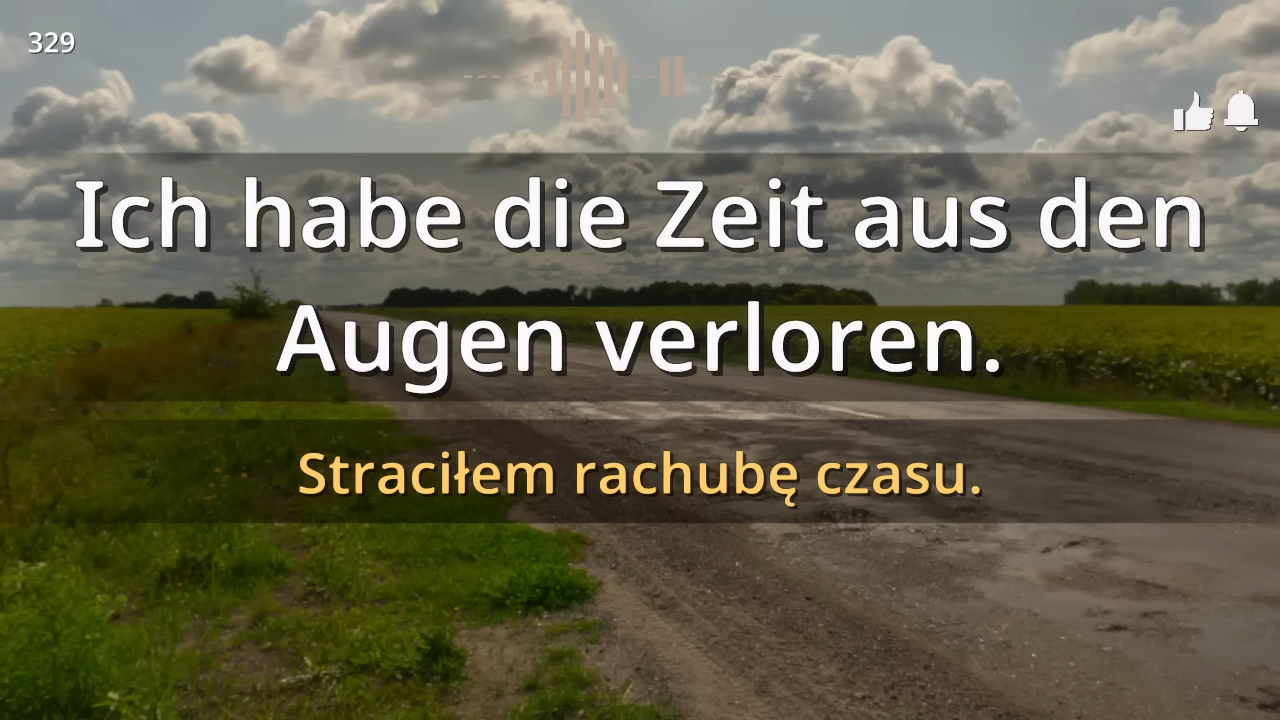 329
Ich habe die Zeit aus den
Augen verloren.
Straciłem rachubę czasu.